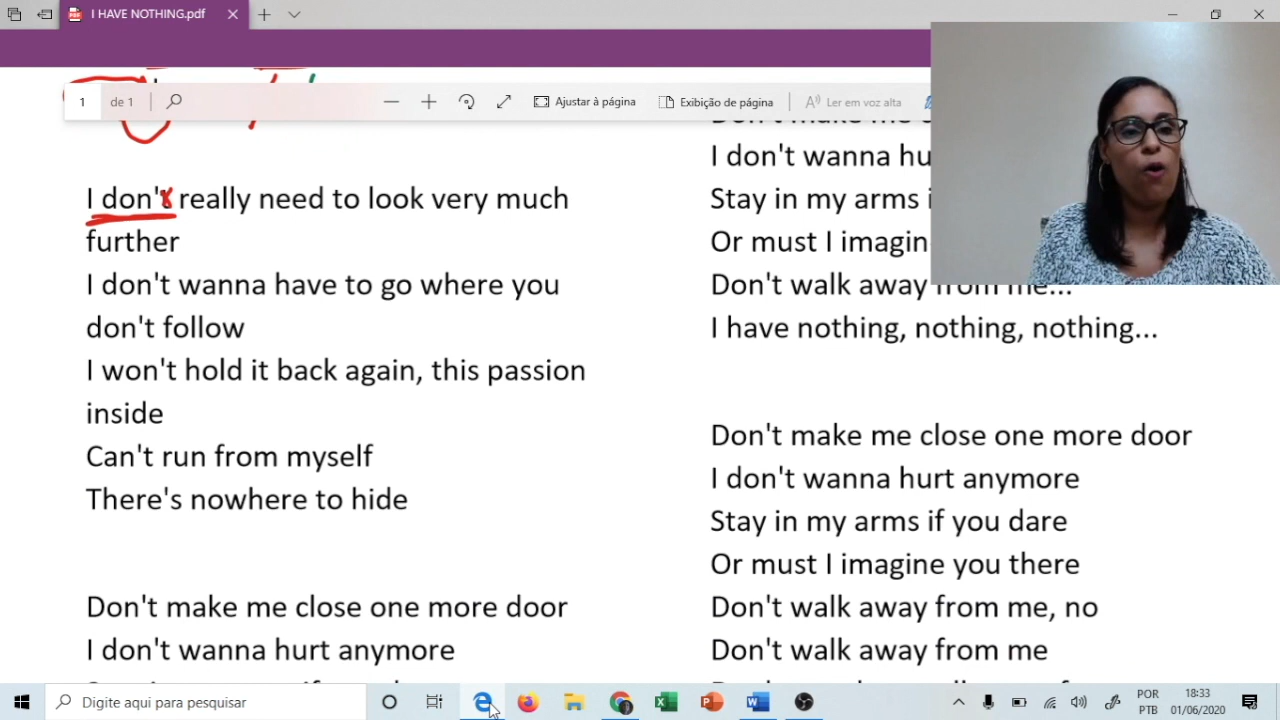 I HAVE NOTHING.pdf
1 de 1 Ajustar à página Exibição de página Ler em voz alta
I don't really need to look very much
further
I don't wanna have to go where you
don't follow
I won't hold it back again, this passion
inside
Can't run from myself
There's nowhere to hide
Don't make me close one more door
I don't wanna hurt anymore
Don't make me
I don't wanna hu
Stay in my arms i
Or must I imagin
Don't walk away from me...
I have nothing, nothing, nothing...
Don't make me close one more door
I don't wanna hurt anymore
Stay in my arms if you dare
Or must I imagine you there
Don't walk away from me, no
Don't walk away from me
Digite aqui para pesquisar
POR
PTB
18:33
01/06/2020